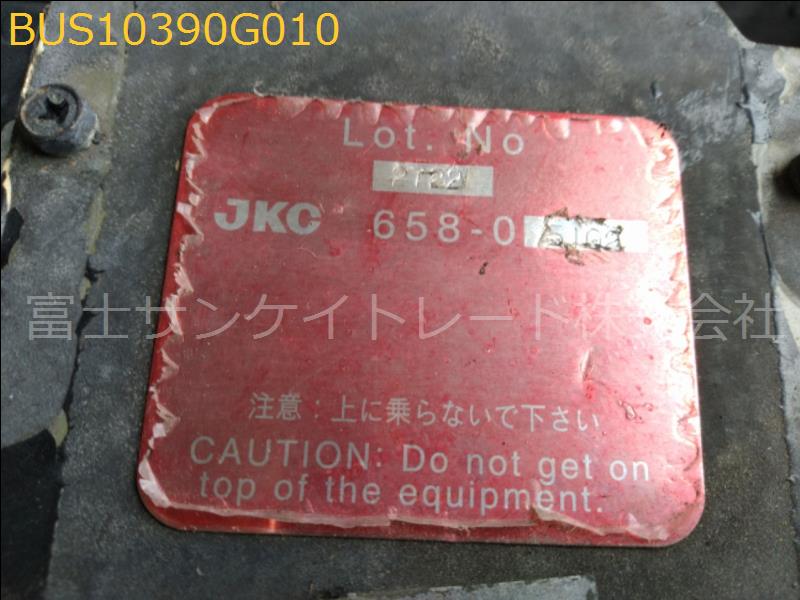 BUS10390G010
Lot. No
JKC 658-0
富士サンケイトレード株式会社
注意：上に乗らないで下さい
CAUTION: Do not get on
top of the equipment.